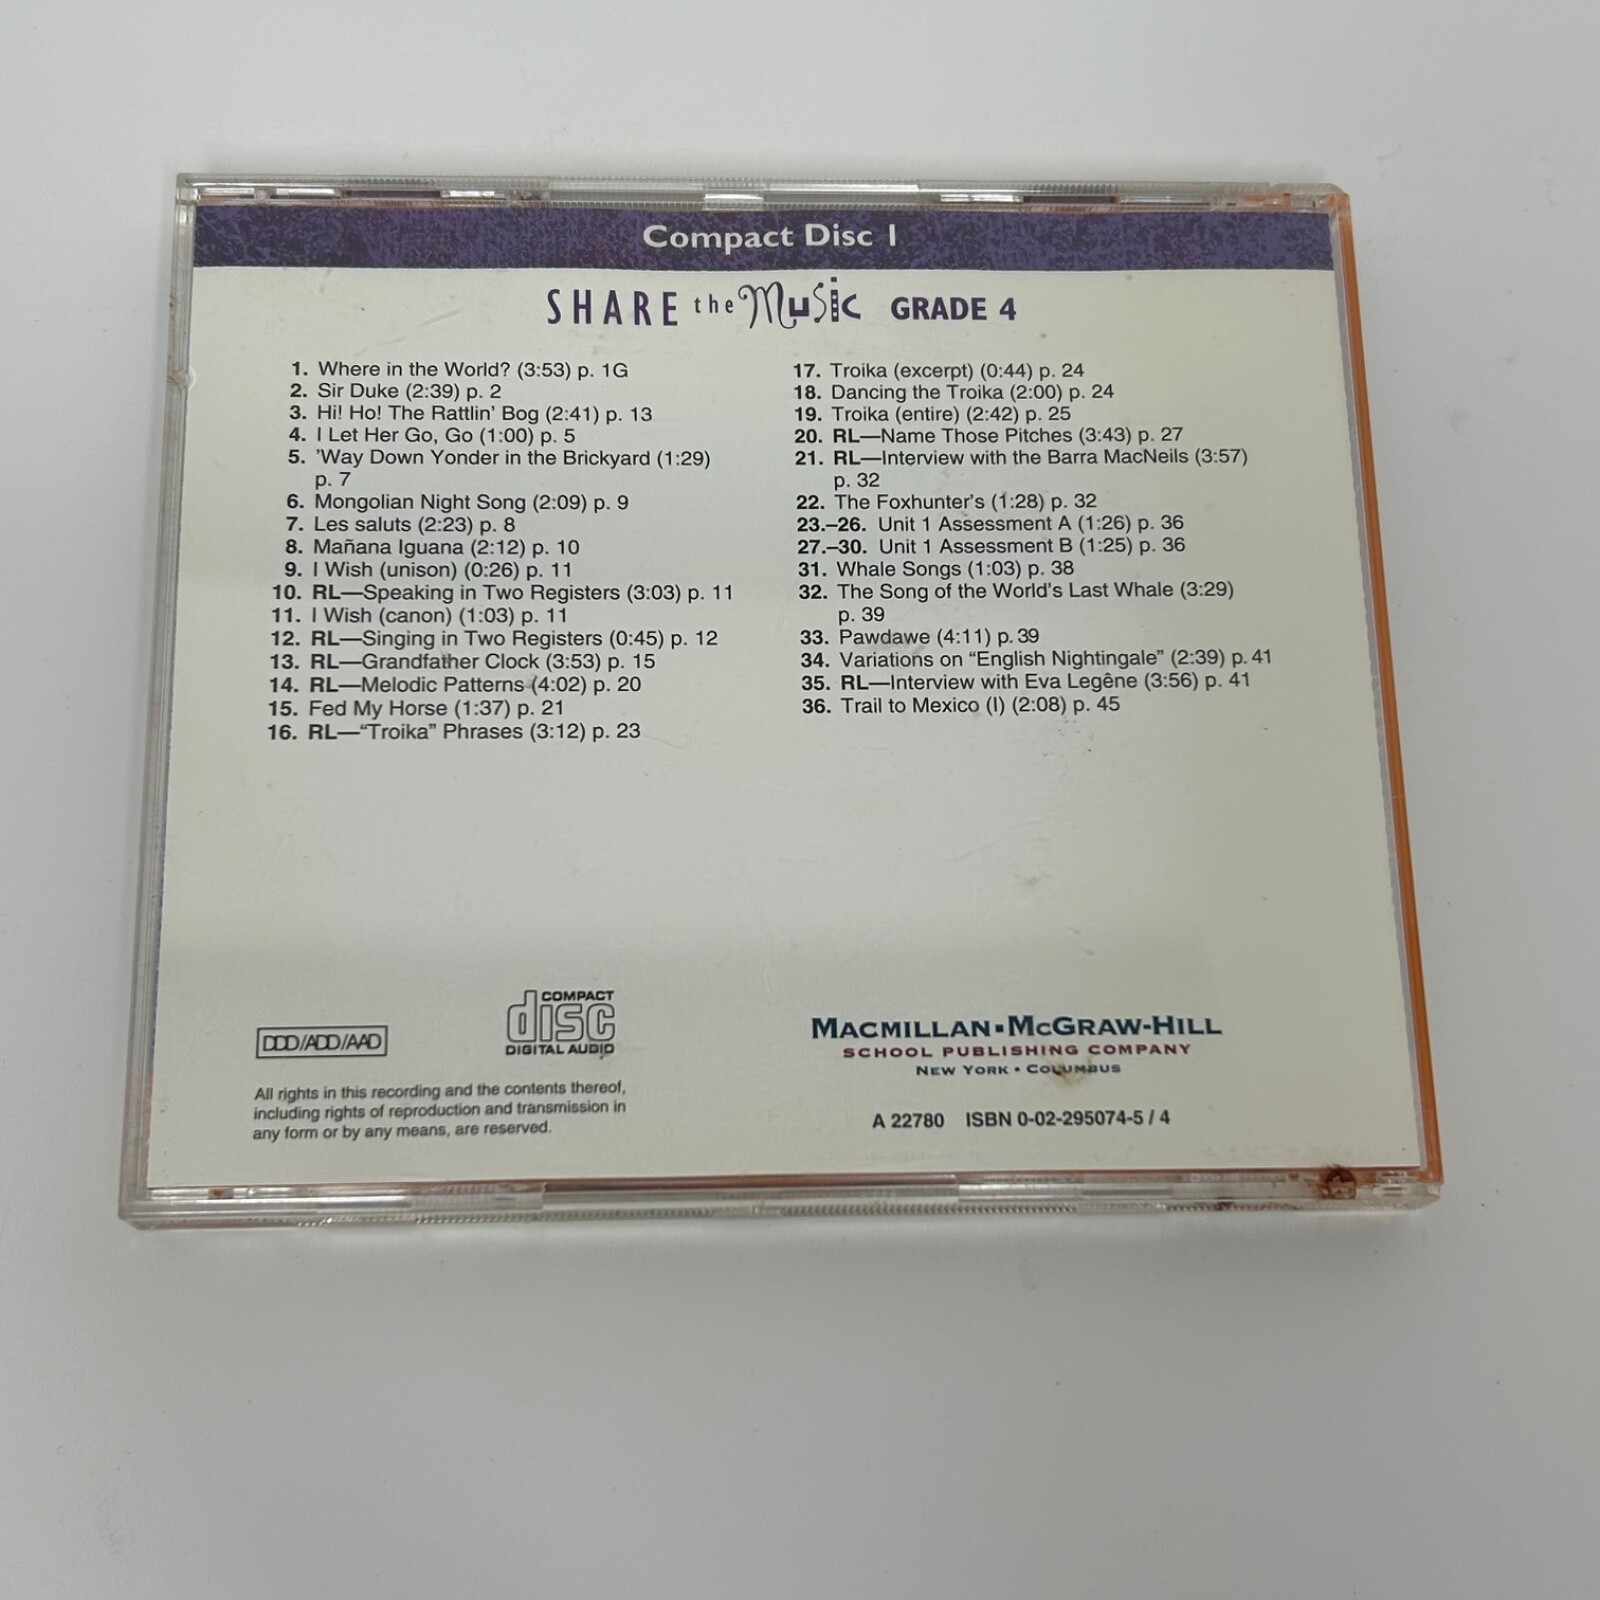 Compact Disc 1
SHARE the Music GRADE 4
1. Where in the World? (3:53) p. 1G
2. Sir Duke (2:39) p. 2
3. Hi! Ho! The Rattlin' Bog (2:41) p. 13
4. I Let Her Go, Go (1:00) p. 5
5. 'Way Down Yonder in the Brickyard (1:29)
p. 7
6. Mongolian Night Song (2:09) p. 9
7. Les saluts (2:23) p. 8
8. Mañana Iguana (2:12) p. 10
9. I Wish (unison) (0:26) p. 11
10. RL—Speaking in Two Registers (3:03) p. 11
11. I Wish (canon) (1:03) p. 11
12. RL—Singing in Two Registers (0:45) p. 12
13. RL—Grandfather Clock (3:53) p. 15
14. RL—Melodic Patterns (4:02) p. 20
15. Fed My Horse (1:37) p. 21
16. RL—“Troika” Phrases (3:12) p. 23
17. Troika (excerpt) (0:44) p. 24
18. Dancing the Troika (2:00) p. 24
19. Troika (entire) (2:42) p. 25
20. RL—Name Those Pitches (3:43) p. 27
21. RL—Interview with the Barra MacNeils (3:57)
p. 32
22. The Foxhunter's (1:28) p. 32
23.–26. Unit 1 Assessment A (1:26) p. 36
27.–30. Unit 1 Assessment B (1:25) p. 36
31. Whale Songs (1:03) p. 38
32. The Song of the World's Last Whale (3:29)
p. 39
33. Pawdawe (4:11) p. 39
34. Variations on “English Nightingale” (2:39) p. 41
35. RL—Interview with Eva Legêne (3:56) p. 41
36. Trail to Mexico (I) (2:08) p. 45
DDD/ADD/AAD
COMPACT
disc
DIGITAL AUDIO
All rights in this recording and the contents thereof,
including rights of reproduction and transmission in
any form or by any means, are reserved.
MACMILLAN▪MCGRAW-HILL
SCHOOL PUBLISHING COMPANY
NEW YORK • COLUMBUS
A 22780 ISBN 0-02-295074-5 / 4